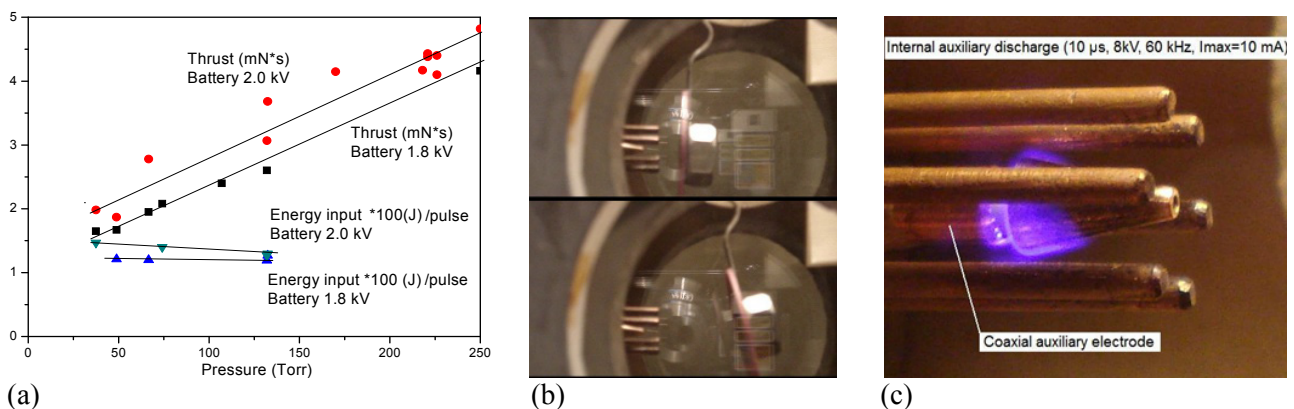 5
4
3
2
1
0
Thrust (mN*s)
Battery 2.0 kV
Thrust (mN*s)
Battery 1.8 kV
Energy input *100(J) /pulse
Battery 2.0 kV
Energy input *100 (J) /pulse
Battery 1.8 kV
0 50 100 150 200 250
Pressure (Torr)
(a)
(b)
Internal auxiliary discharge (10 µs, 8kV, 60 kHz, Imax=10 mA)
Coaxial auxiliary electrode
(c)